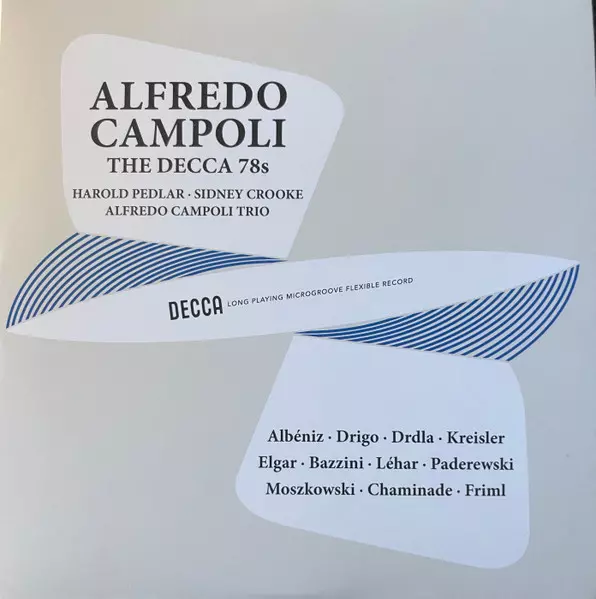 ALFREDO
CAMPOLI
THE DECCA 78s
HAROLD PEDLAR · SIDNEY CROOKE
ALFREDO CAMPOLI TRIO
DECCA LONG PLAYING MICROGROOVE FLEXIBLE RECORD
Albéniz · Drigo · Drdla · Kreisler
Elgar · Bazzini · Léhar · Paderewski
Moszkowski · Chaminade · Friml